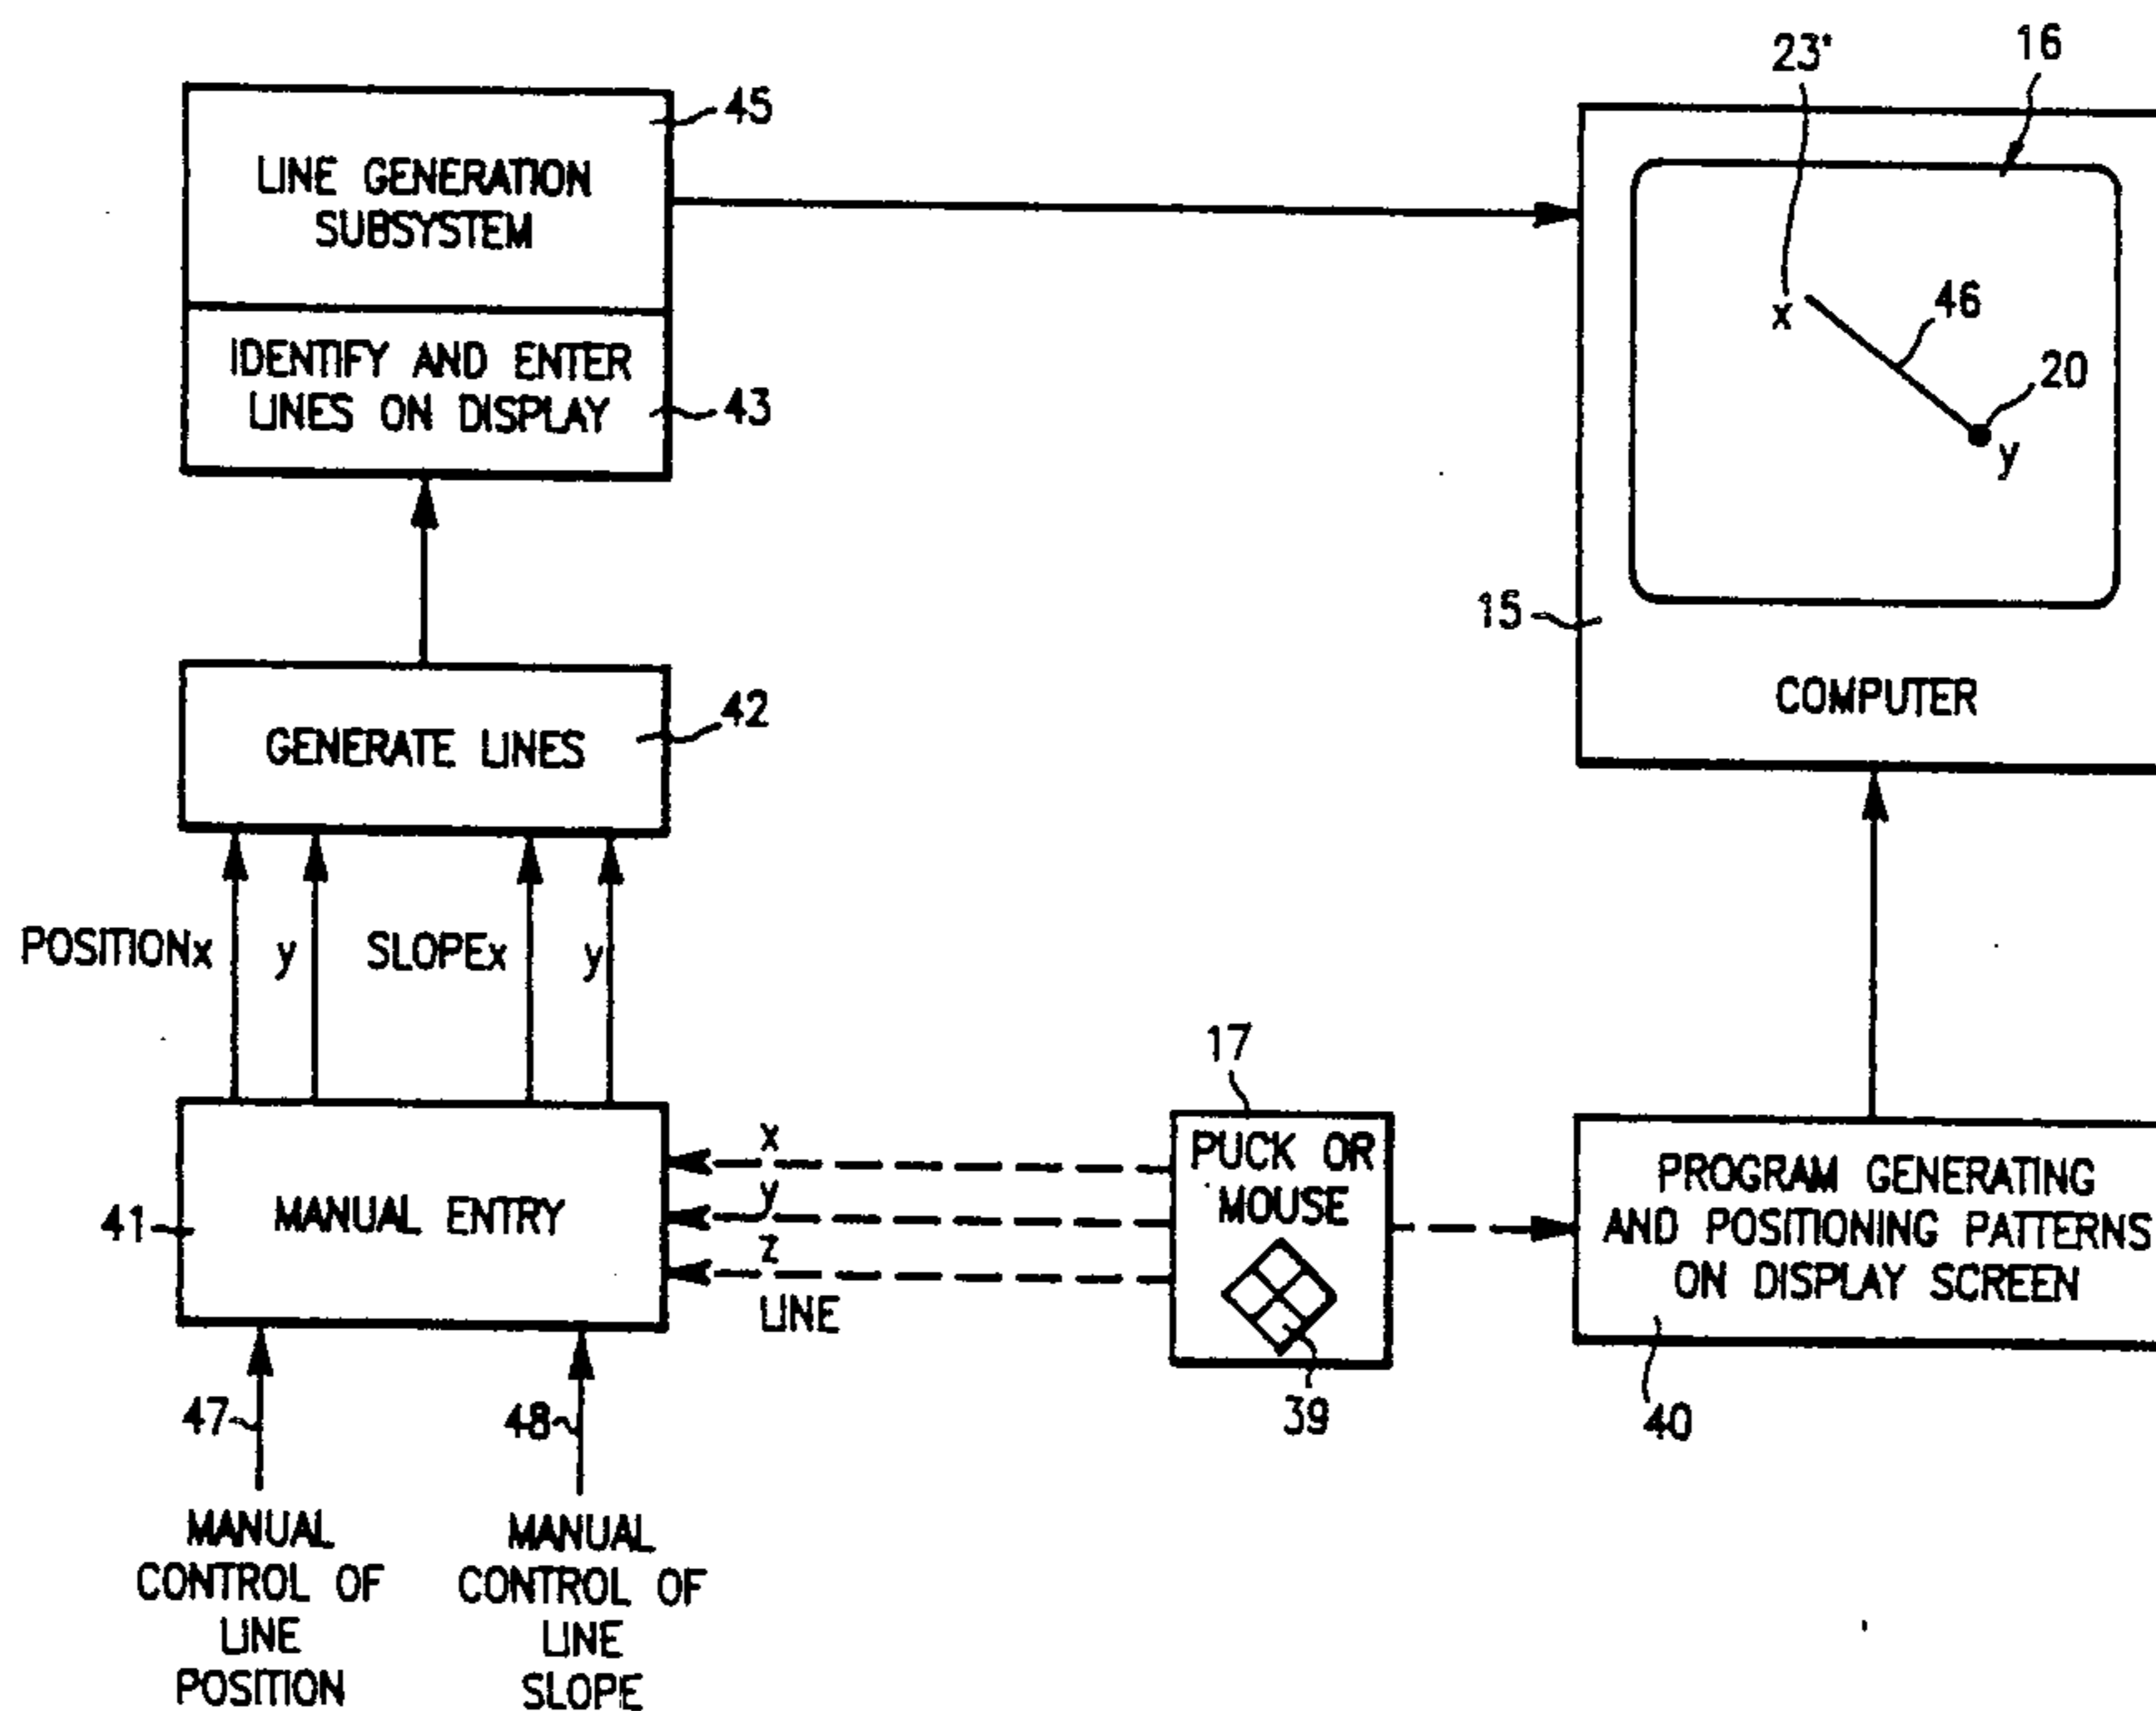 23'
16
45
LINE GENERATION
SUBSYSTEM
IDENTIFY AND ENTER
LINES ON DISPLAY
43
x
46
20
y
15
COMPUTER
42
GENERATE LINES
POSITIONx
y
SLOPEx
y
41
MANUAL ENTRY
x
y
z
LINE
17
PUCK OR
MOUSE
39
PROGRAM GENERATING
AND POSITIONING PATTERNS
ON DISPLAY SCREEN
40
47
48
MANUAL
CONTROL OF
LINE
POSITION
MANUAL
CONTROL OF
LINE
SLOPE